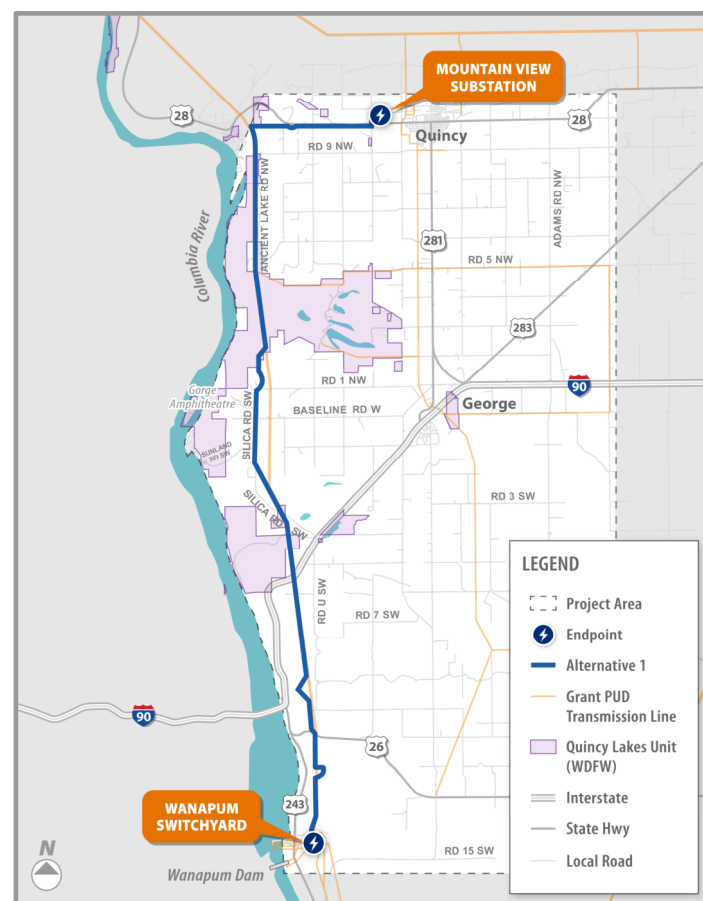 MOUNTAIN VIEW
SUBSTATION
28
28
Quincy
RD 9 NW
ANCIENT LAKE RD NW
ADAMS RD NW
Columbia River
281
RD 5 NW
283
RD 1 NW
90
Gorge
Amphitheatre
BASELINE RD W
George
SILICA RD SW
SUNLAND
RD SW
SILICA RD SW
RD 3 SW
RD U SW
RD 7 SW
90
26
243
WANAPUM
SWITCHYARD
RD 15 SW
Wanapum Dam
N
LEGEND
Project Area
Endpoint
Alternative 1
Grant PUD
Transmission Line
Quincy Lakes Unit
(WDFW)
Interstate
State Hwy
Local Road